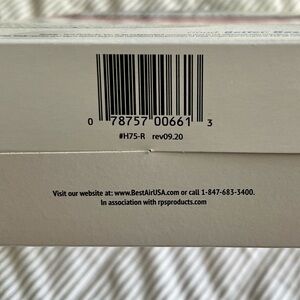 Better
0 78757 00661 3
#H75-R rev09.20
Visit our website at: www.BestAirUSA.com or call 1-847-683-3400.
In association with rpsproducts.com